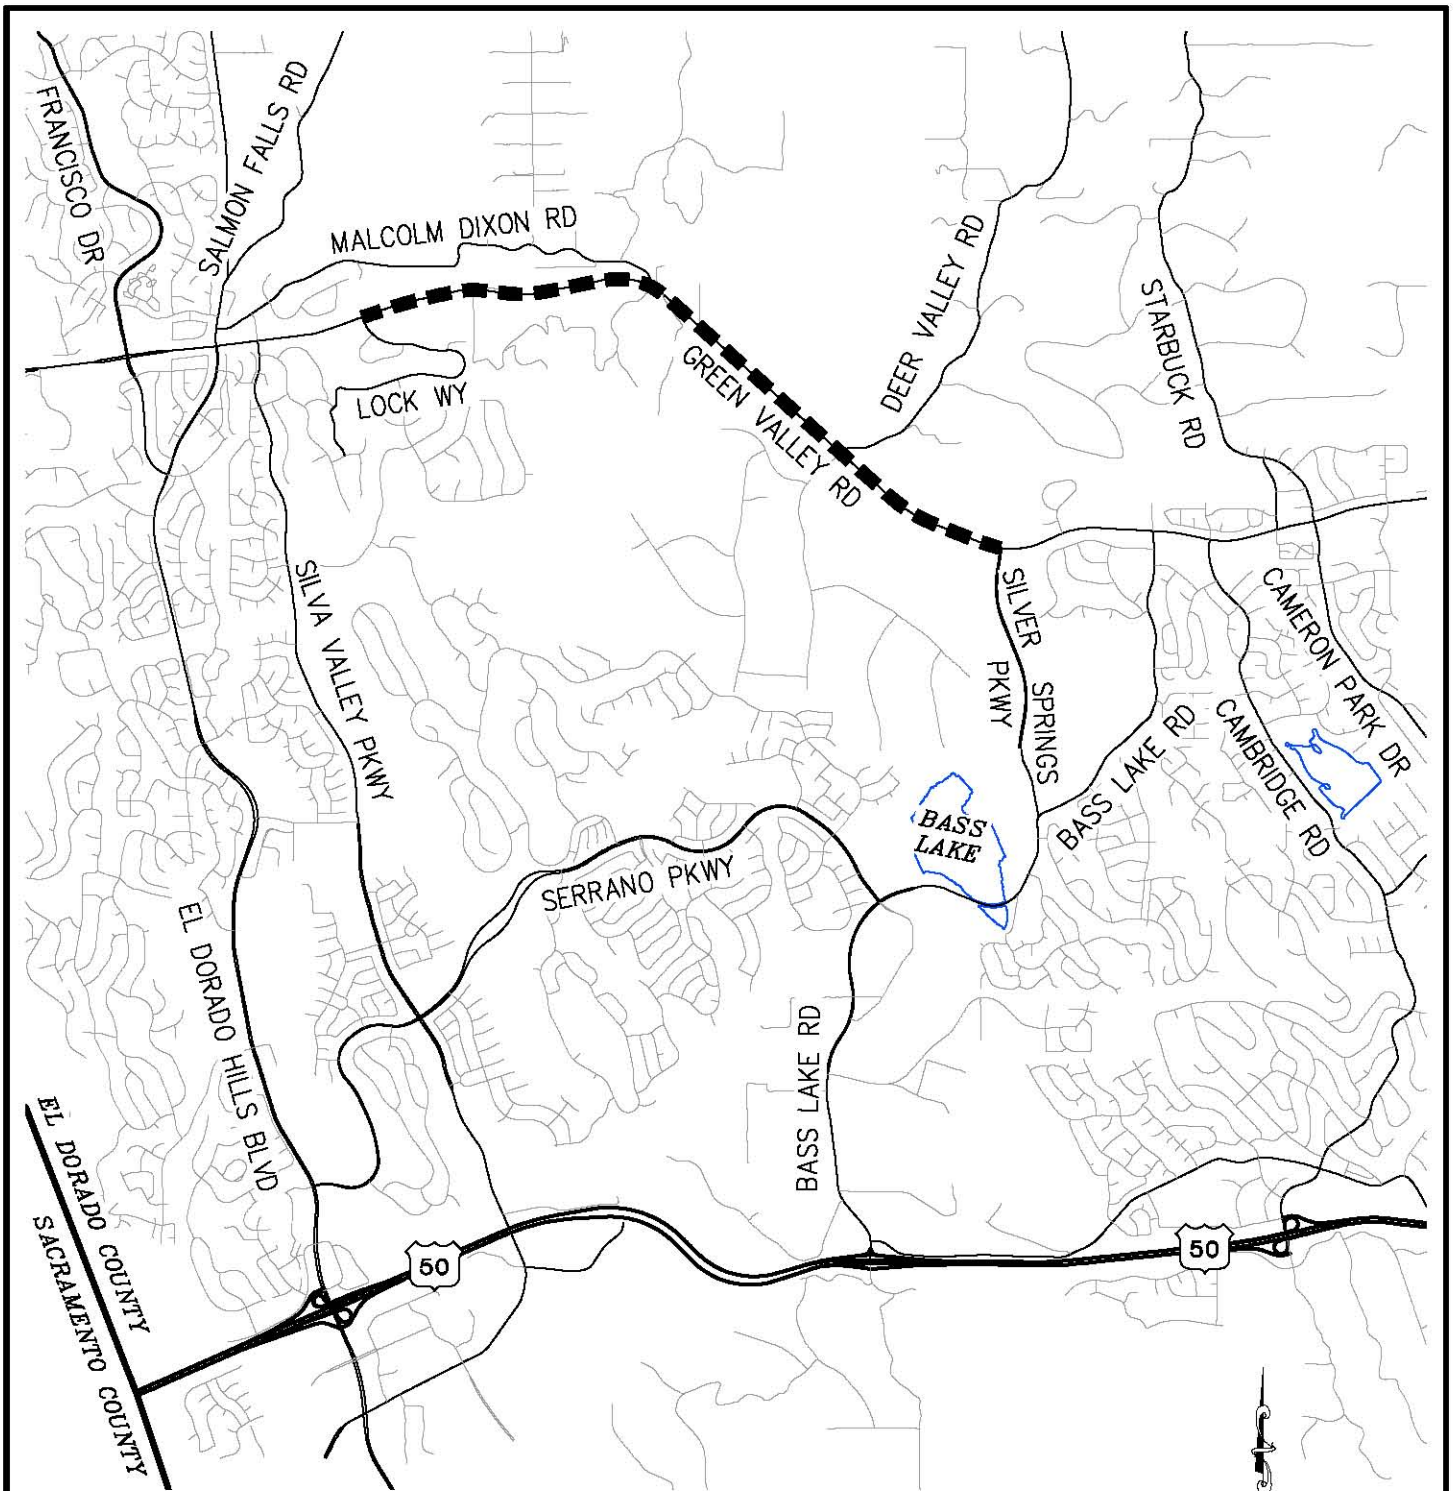 FRANCISCO DR
SALMON FALLS RD
MALCOLM DIXON RD
DEER VALLEY RD
STARBUCK RD
LOCK WY
GREEN VALLEY RD
SILVA VALLEY PKWY
SILVER
SPRINGS
PKWY
CAMERON PARK DR
CAMBRIDGE RD
BASS LAKE RD
BASS
LAKE
SERRANO PKWY
EL DORADO HILLS BLVD
BASS LAKE RD
EL DORADO COUNTY
SACRAMENTO COUNTY
50
50